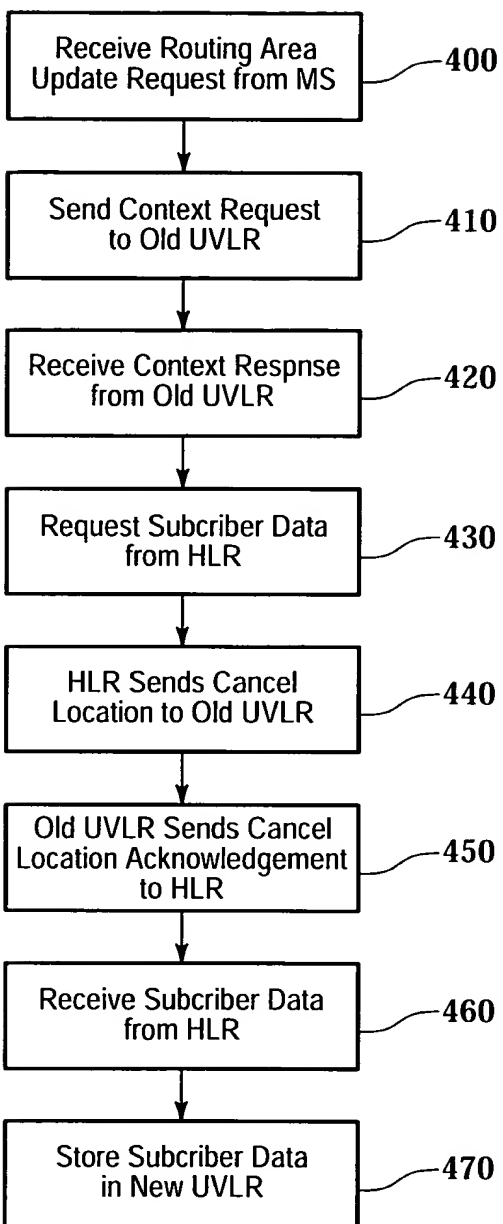 Receive Routing Area
Update Request from MS
400
Send Context Request
to Old UVLR
410
Receive Context Respnse
from Old UVLR
420
Request Subcriber Data
from HLR
430
HLR Sends Cancel
Location to Old UVLR
440
Old UVLR Sends Cancel
Location Acknowledgement
to HLR
450
Receive Subcriber Data
from HLR
460
Store Subcriber Data
in New UVLR
470